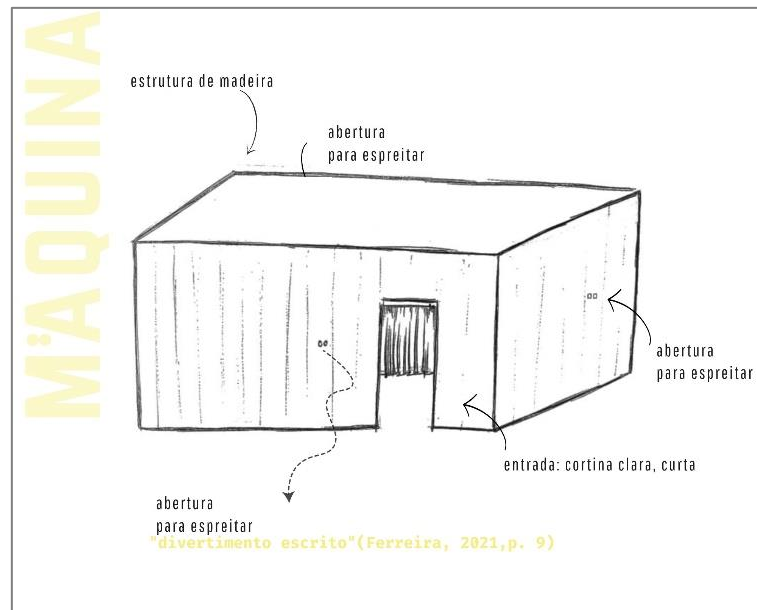 MÄQUINA
estrutura de madeira
abertura
para espreitar
abertura
para espreitar
entrada: cortina clara, curta
abertura
para espreitar
"divertimento escrito"(Ferreira, 2021,p. 9)